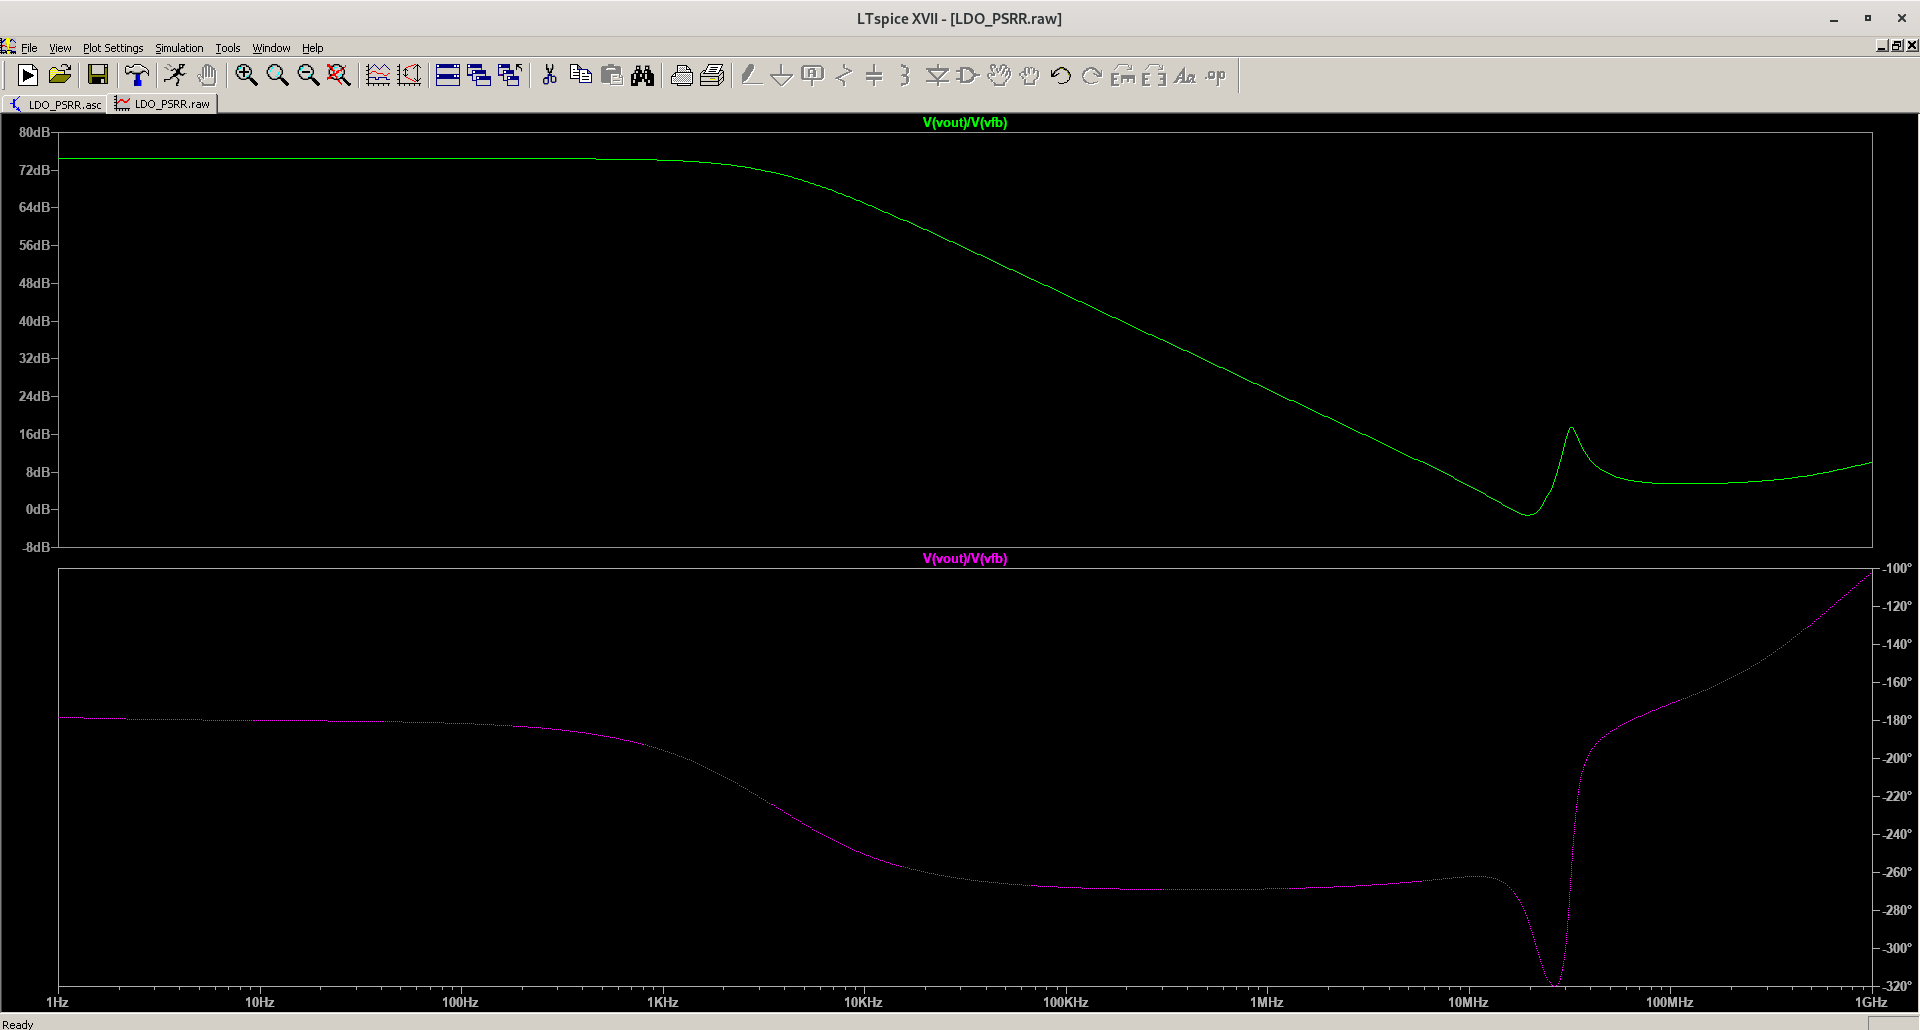 LTspice XVII - [LDO_PSRR.raw]
File View Plot Settings Simulation Tools Window Help
LDO_PSRR.asc LDO_PSRR.raw
V(vout)/V(vfb)
80dB
72dB
64dB
56dB
48dB
40dB
32dB
24dB
16dB
8dB
0dB
-8dB
V(vout)/V(vfb)
-100°
-120°
-140°
-160°
-180°
-200°
-220°
-240°
-260°
-280°
-300°
-320°
1Hz 10Hz 100Hz 1KHz 10KHz 100KHz 1MHz 10MHz 100MHz 1GHz
Ready